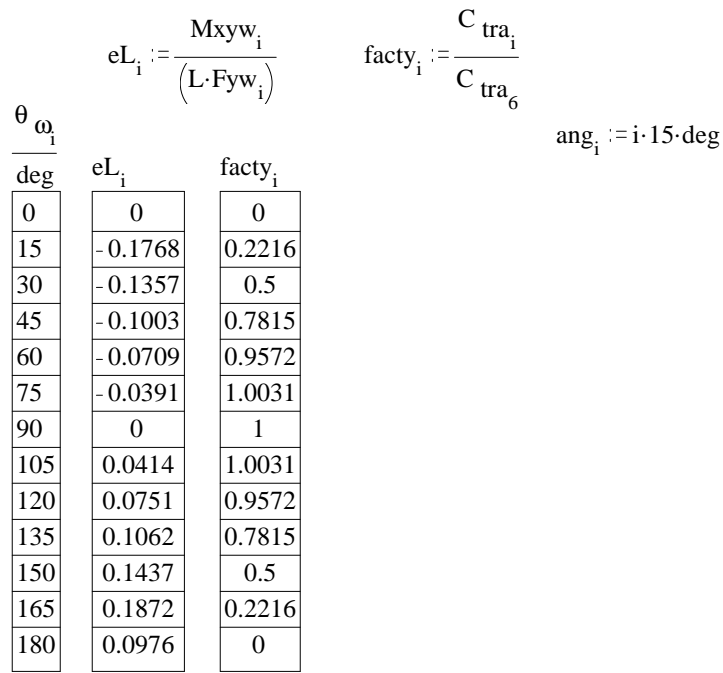 eL_i := Mxyw_i / (L·Fyw_i) facty_i := C tra_i / C tra_6
ang_i := i·15·deg
θ ω_i / deg eL_i facty_i
0 0 0
15 -0.1768 0.2216
30 -0.1357 0.5
45 -0.1003 0.7815
60 -0.0709 0.9572
75 -0.0391 1.0031
90 0 1
105 0.0414 1.0031
120 0.0751 0.9572
135 0.1062 0.7815
150 0.1437 0.5
165 0.1872 0.2216
180 0.0976 0